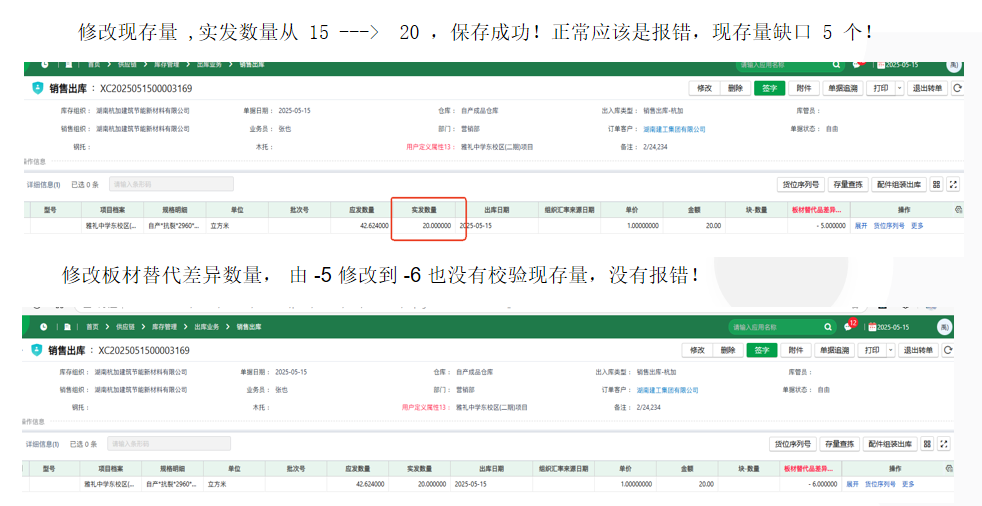 修改现存量 ,实发数量从 15 ---> 20 ，保存成功！正常应该是报错，现存量缺口 5 个！
首页 > 供应链 > 库存管理 > 出库业务 > 销售出库 请输入应用名称 2025-05-15
销售出库 ： XC2025051500003169 修改 删除 签字 附件 单据追溯 打印 退出转单
库存组织： 湖南杭加建筑节能新材料有限公司 单据日期： 2025-05-15 仓库： 自产成品仓库 出入库类型： 销售出库-杭加 库管员：
销售组织： 湖南杭加建筑节能新材料有限公司 业务员： 张也 部门： 营销部 订单客户： 湖南建工集团有限公司 单据状态： 自由
钢托： 木托： 用户定义属性13： 雅礼中学东校区(二期)项目 备注： 2/24,234
操作信息
详细信息(1) 已选 0 条 请输入条形码 货位序列号 存量查拣 配件组装出库
型号 项目档案 规格明细 单位 批次号 应发数量 实发数量 出库日期 组织汇率来源日期 单价 金额 块-数量 板材替代品差异... 操作
雅礼中学东校区(... 自产*抗裂*2960*... 立方米 42.624000 20.000000 2025-05-15 1.00000000 20.00 - 5.000000 展开 货位序列号 更多
修改板材替代差异数量， 由 -5 修改到 -6 也没有校验现存量，没有报错！
首页 > 供应链 > 库存管理 > 出库业务 > 销售出库 请输入应用名称 12 2025-05-15
销售出库 ： XC2025051500003169 修改 删除 签字 附件 单据追溯 打印 退出转单
库存组织： 湖南杭加建筑节能新材料有限公司 单据日期： 2025-05-15 仓库： 自产成品仓库 出入库类型： 销售出库-杭加 库管员：
销售组织： 湖南杭加建筑节能新材料有限公司 业务员： 张也 部门： 营销部 订单客户： 湖南建工集团有限公司 单据状态： 自由
钢托： 木托： 用户定义属性13： 雅礼中学东校区(二期)项目 备注： 2/24,234
操作信息
详细信息(1) 已选 0 条 请输入条形码 货位序列号 存量查拣 配件组装出库
型号 项目档案 规格明细 单位 批次号 应发数量 实发数量 出库日期 组织汇率来源日期 单价 金额 块-数量 板材替代品差异... 操作
雅礼中学东校区(... 自产*抗裂*2960*... 立方米 42.624000 20.000000 2025-05-15 1.00000000 20.00 - 6.000000 展开 货位序列号 更多